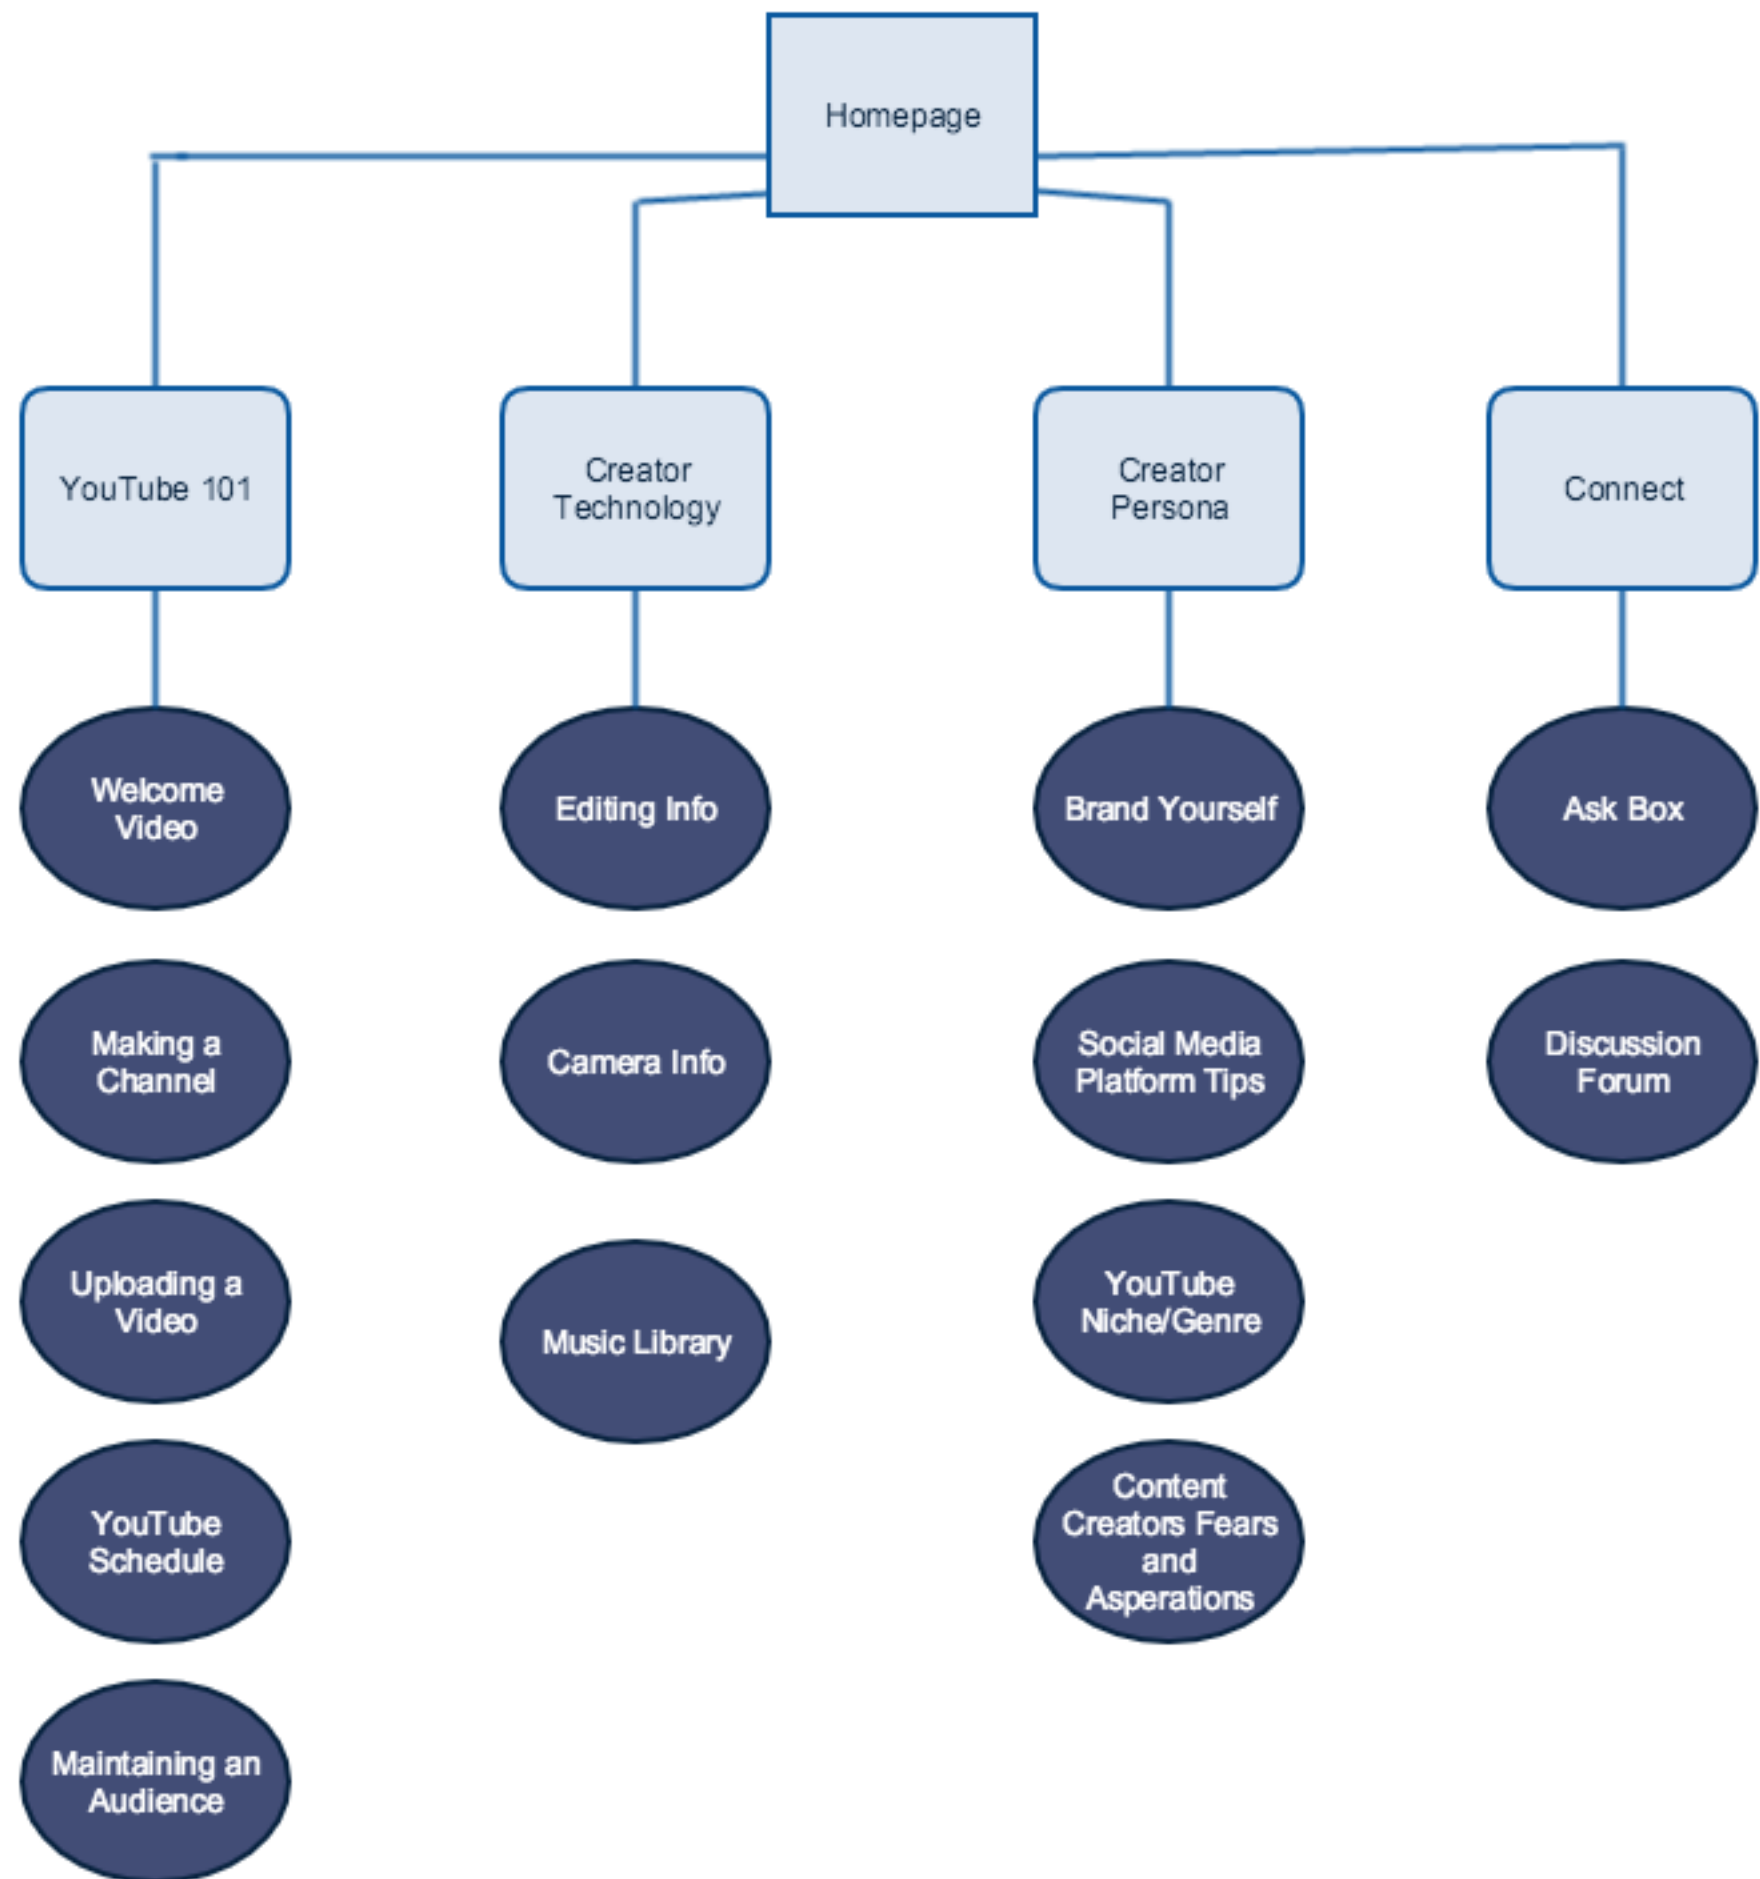 Homepage
YouTube 101
Creator
Technology
Creator
Persona
Connect
Welcome
Video
Editing Info
Brand Yourself
Ask Box
Making a
Channel
Camera Info
Social Media
Platform Tips
Discussion
Forum
Uploading a
Video
Music Library
YouTube
Niche/Genre
YouTube
Schedule
Content
Creators Fears
and
Asperations
Maintaining an
Audience